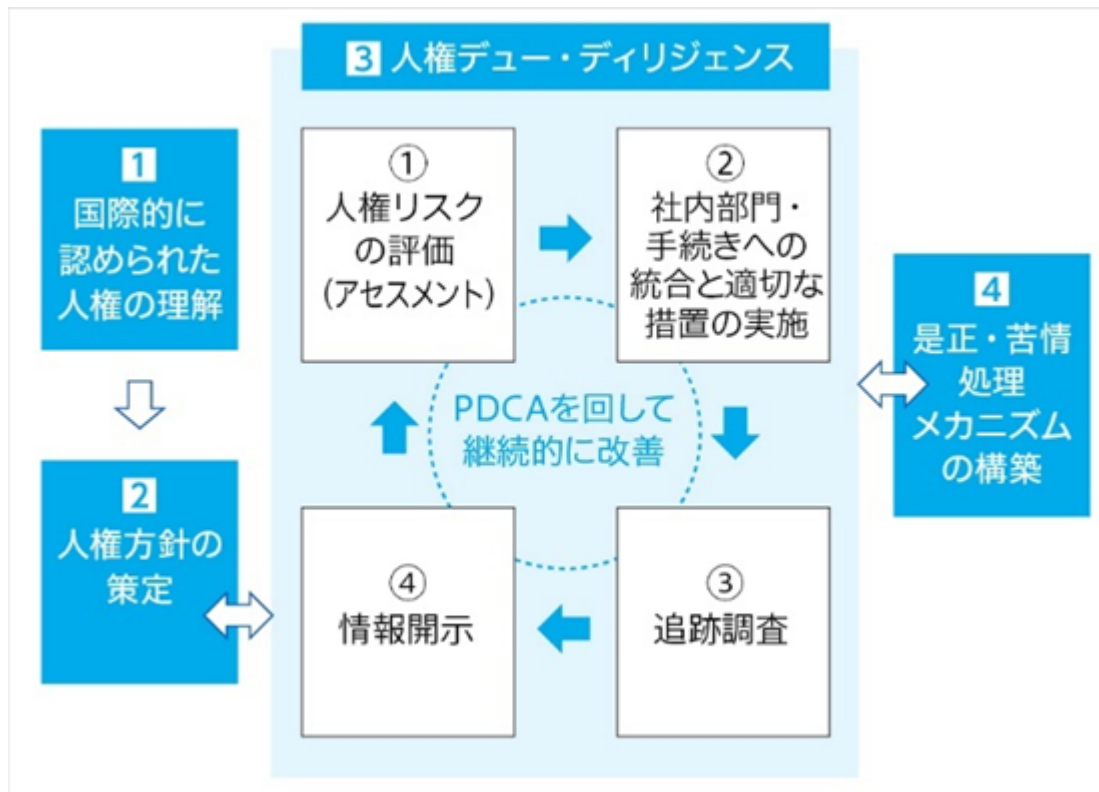 3 人権デュー・ディリジェンス
1
国際的に
認められた
人権の理解
2
人権方針の
策定
①
人権リスク
の評価
(アセスメント)
②
社内部門・
手続きへの
統合と適切な
措置の実施
PDCAを回して
継続的に改善
③
追跡調査
④
情報開示
4
是正・苦情
処理
メカニズム
の構築